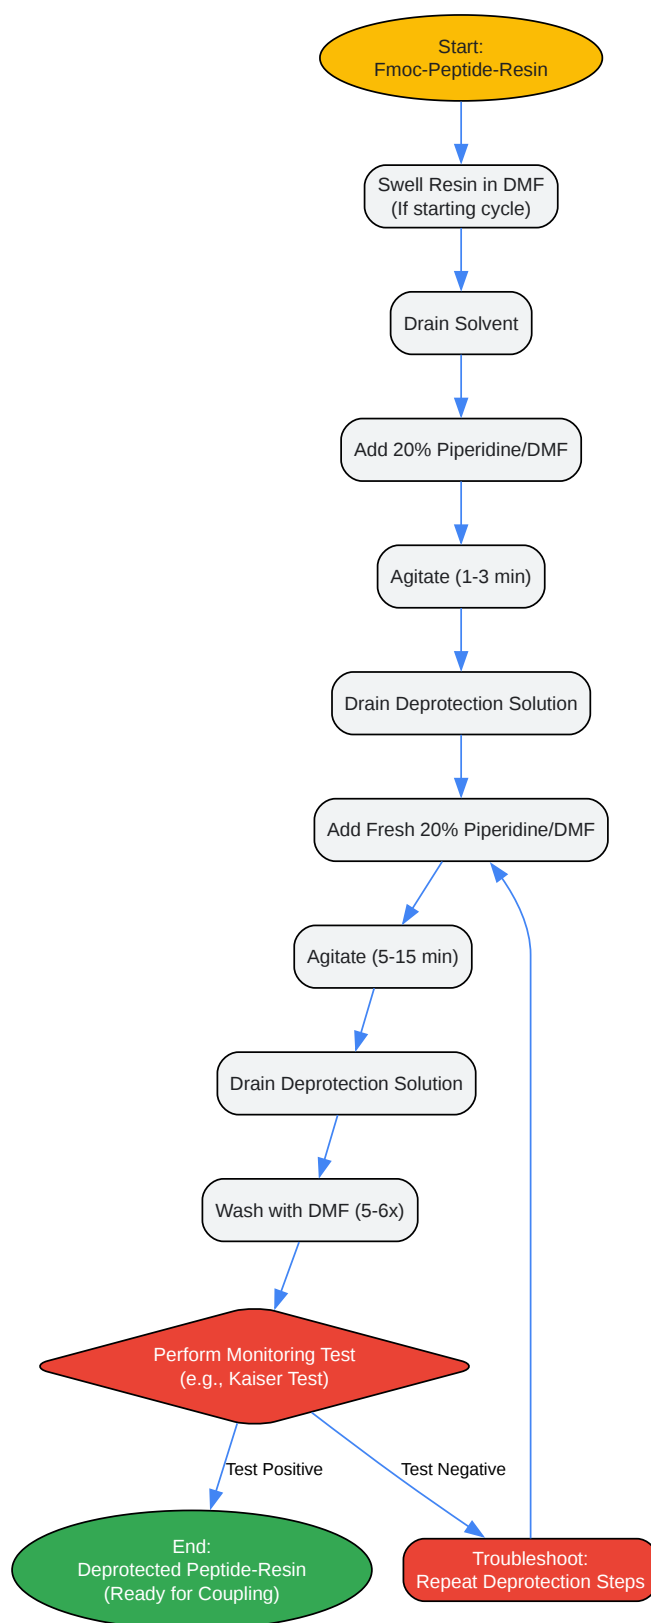 Start:
Fmoc-Peptide-Resin
Swell Resin in DMF
(If starting cycle)
Drain Solvent
Add 20% Piperidine/DMF
Agitate (1-3 min)
Drain Deprotection Solution
Add Fresh 20% Piperidine/DMF
Agitate (5-15 min)
Drain Deprotection Solution
Wash with DMF (5-6x)
Perform Monitoring Test
(e.g., Kaiser Test)
Test Positive
Test Negative
End:
Deprotected Peptide-Resin
(Ready for Coupling)
Troubleshoot:
Repeat Deprotection Steps